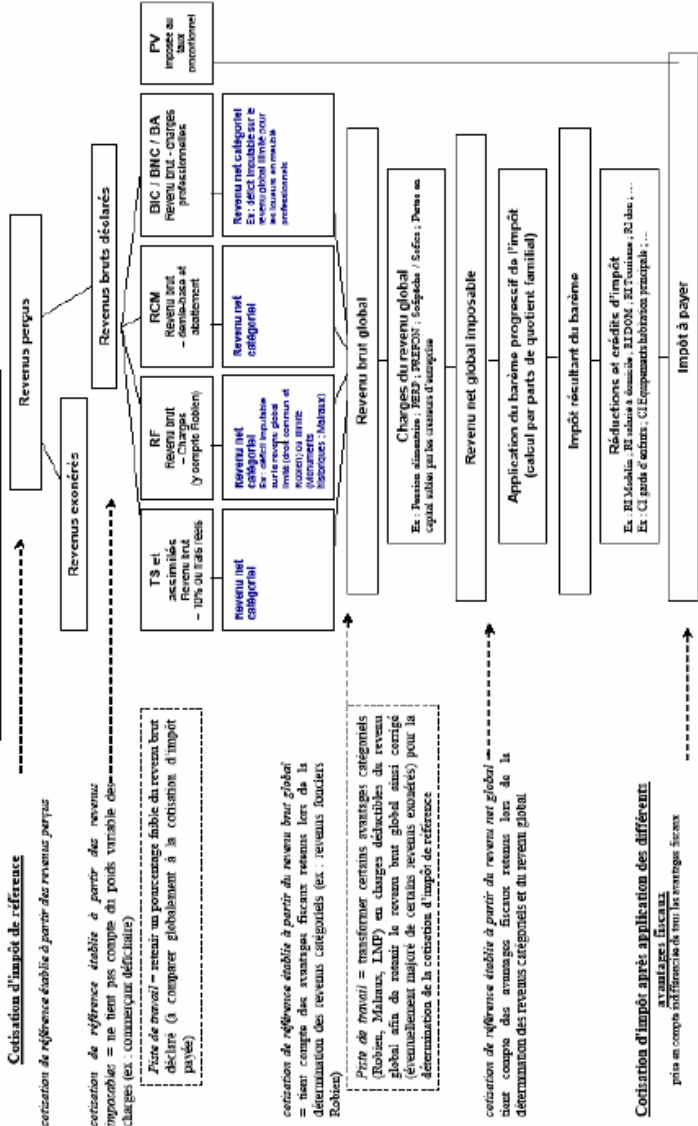 Cotisation d'impôt de référence
cotisation de référence établie à partir des revenus perçus
cotisation de référence établie à partir des revenus
imposables = ne tient pas compte du poids variable des
charges (ex : commerçant déficitaire)
Piste de travail = retenir un pourcentage faible du revenu brut
déclaré (à comparer globalement à la cotisation d'impôt
payée)
cotisation de référence établie à partir du revenu brut global
= tient compte des avantages fiscaux retenus lors de la
détermination des revenus catégoriels (ex : revenus fonciers
Robien)
Piste de travail = transformer certains avantages catégoriels
(Robien, Malraux, LMP) en charges déductibles du revenu
global afin de retenir le revenu brut global ainsi corrigé
(éventuellement majoré de certains revenus exonérés) pour la
détermination de la cotisation d'impôt de référence
cotisation de référence établie à partir du revenu net global =
tient compte des avantages fiscaux retenus lors de la
détermination des revenus catégoriels et du revenu global
Cotisation d'impôt après application des différents
avantages fiscaux
prise en compte indifférenciée de tous les avantages fiscaux
Revenus perçus
Revenus exonérés
Revenus bruts déclarés
TS et
assimilés
Revenu brut
– 10% ou frais réels
RF
Revenu brut
– Charges
(y compris Robien)
RCM
Revenu brut
– demie-base et
abattement
BIC / BNC / BA
Revenu brut - charges
professionnelles
PV
Imposée au
taux
proportionnel
Revenu net
catégoriel
Revenu net
catégoriel
Ex : déficit imputable
sur le revenu global
limité (droit commun et
Robien) ou illimité
(Monuments
historiques ; Malraux)
Revenu net
catégoriel
Revenu net catégoriel
Ex : déficit imputable sur le
revenu global illimité pour
les loueurs en meublé
professionnels
Revenu brut global
Charges du revenu global
Ex : Pension alimentaire ; PERP ; PREFON ; Sofipêche / Sofica ; Pertes en
capital subies par les créateurs d'entreprise
Revenu net global imposable
Application du barème progressif de l'impôt
(calcul par parts de quotient familial)
Impôt résultant du barème
Réductions et crédits d'impôt
Ex : RI Madelin ; RI salarié à domicile ; RI DOM ; RI Tourisme ; RI don ; …
Ex : CI garde d'enfants ; CI Equipements habitation principale ; …
Impôt à payer